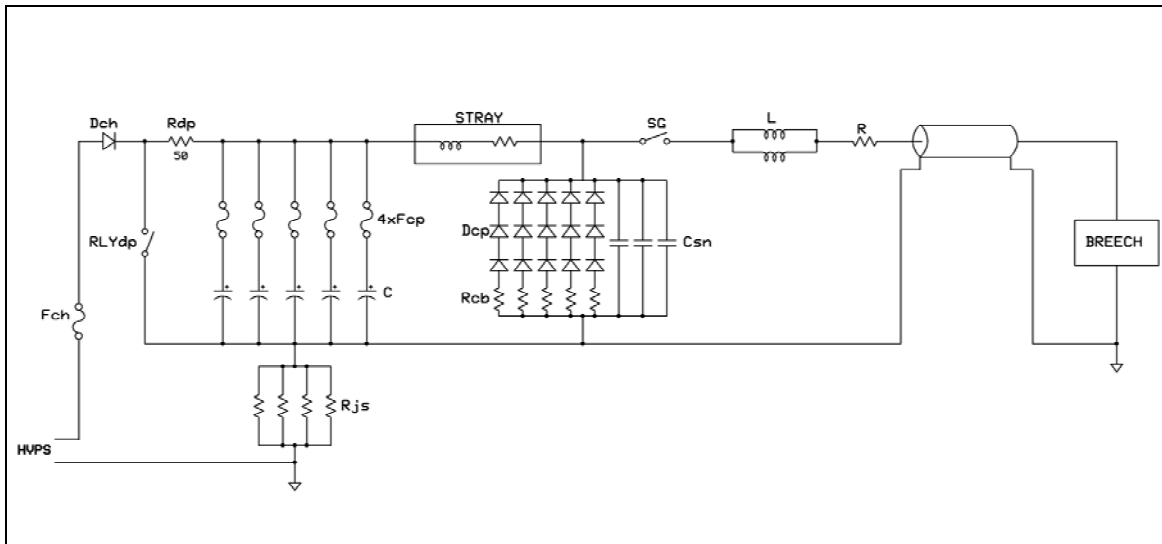 STRAY
Dch
Rdp
50
SG
L
R
RLYdp
4xFcp
Dcp
Csn
BREECH
C
Rcb
Fch
Rjs
HVPS